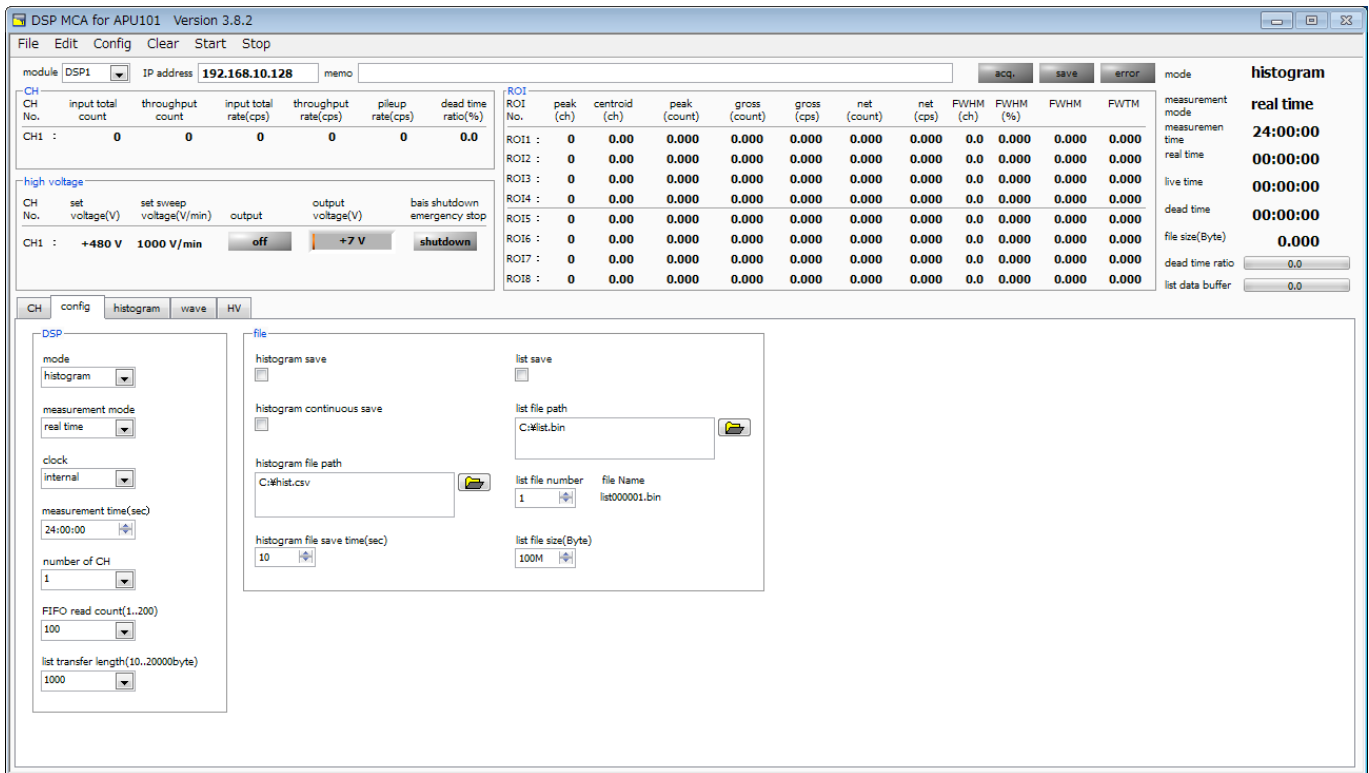 DSP MCA for APU101 Version 3.8.2
File Edit Config Clear Start Stop
module DSP1 IP address 192.168.10.128 memo acq. save error
mode histogram
measurement mode real time
measuremen time 24:00:00
real time 00:00:00
live time 00:00:00
dead time 00:00:00
file size(Byte) 0.000
dead time ratio 0.0
list data buffer 0.0
CH
CH No. input total count throughput count input total rate(cps) throughput rate(cps) pileup rate(cps) dead time ratio(%)
CH1 : 0 0 0 0 0 0.0
high voltage
CH No. set voltage(V) set sweep voltage(V/min) output output voltage(V) bais shutdown emergency stop
CH1 : +480 V 1000 V/min off +7 V shutdown
ROI
ROI No. peak (ch) centroid (ch) peak (count) gross (count) gross (cps) net (count) net (cps) FWHM (ch) FWHM (%) FWHM FWTM
ROI1 : 0 0.00 0.000 0.000 0.000 0.000 0.000 0.0 0.000 0.000 0.000
ROI2 : 0 0.00 0.000 0.000 0.000 0.000 0.000 0.0 0.000 0.000 0.000
ROI3 : 0 0.00 0.000 0.000 0.000 0.000 0.000 0.0 0.000 0.000 0.000
ROI4 : 0 0.00 0.000 0.000 0.000 0.000 0.000 0.0 0.000 0.000 0.000
ROI5 : 0 0.00 0.000 0.000 0.000 0.000 0.000 0.0 0.000 0.000 0.000
ROI6 : 0 0.00 0.000 0.000 0.000 0.000 0.000 0.0 0.000 0.000 0.000
ROI7 : 0 0.00 0.000 0.000 0.000 0.000 0.000 0.0 0.000 0.000 0.000
ROI8 : 0 0.00 0.000 0.000 0.000 0.000 0.000 0.0 0.000 0.000 0.000
CH config histogram wave HV
DSP
mode
histogram
measurement mode
real time
clock
internal
measurement time(sec)
24:00:00
number of CH
1
FIFO read count(1..200)
100
list transfer length(10..20000byte)
1000
file
histogram save
histogram continuous save
histogram file path
C:¥hist.csv
histogram file save time(sec)
10
list save
list file path
C:¥list.bin
list file number file Name
1 list000001.bin
list file size(Byte)
100M